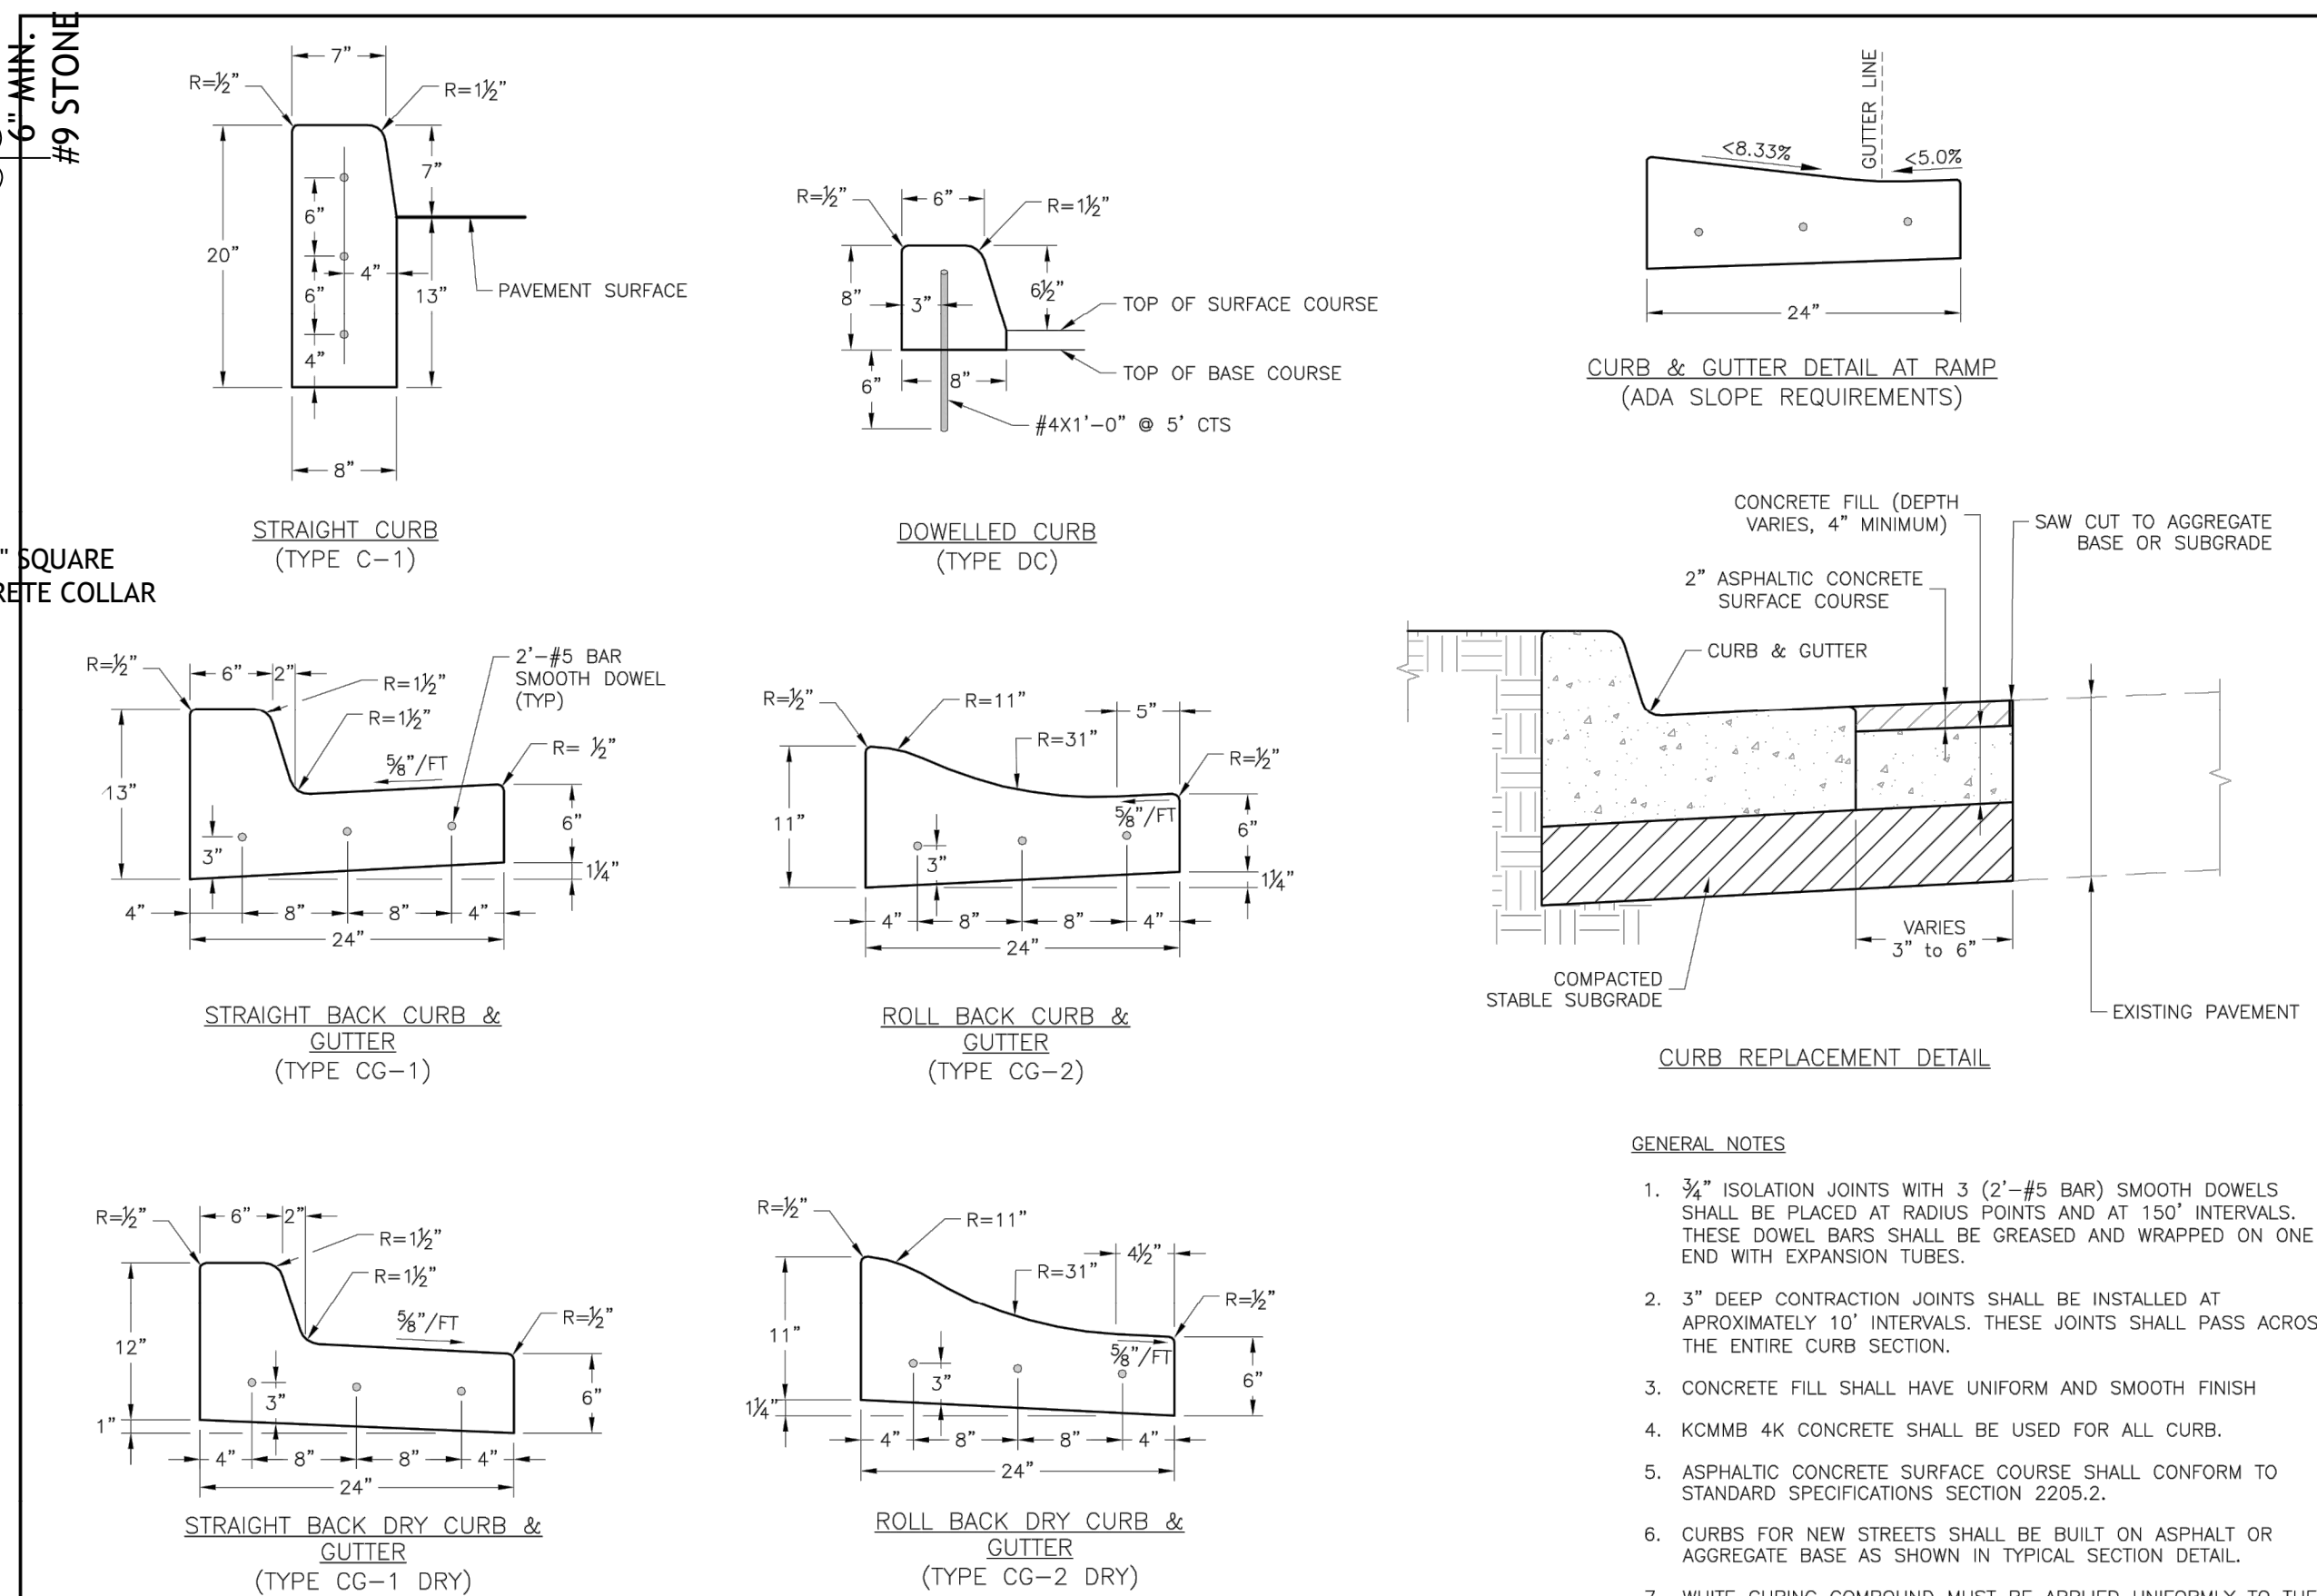 6" MIN.
#9 STONE
" SQUARE
RETE COLLAR
7"
R=½"
R=1½"
7"
6"
20"
4"
6"
13"
PAVEMENT SURFACE
4"
8"
STRAIGHT CURB
(TYPE C-1)
R=½"
6"
R=1½"
8"
3"
6½"
TOP OF SURFACE COURSE
TOP OF BASE COURSE
6"
8"
#4X1'-0" @ 5' CTS
DOWELLED CURB
(TYPE DC)
GUTTER LINE
<8.33%
<5.0%
24"
CURB & GUTTER DETAIL AT RAMP
(ADA SLOPE REQUIREMENTS)
R=½"
6"
2"
R=1½"
R=1½"
2'-#5 BAR
SMOOTH DOWEL
(TYP)
R= ½"
⅝"/FT
13"
3"
6"
1¼"
4"
8"
8"
4"
24"
STRAIGHT BACK CURB &
GUTTER
(TYPE CG-1)
R=½"
R=11"
5"
R=31"
R=½"
⅝"/FT
11"
3"
6"
1¼"
4"
8"
8"
4"
24"
ROLL BACK CURB &
GUTTER
(TYPE CG-2)
CONCRETE FILL (DEPTH
VARIES, 4" MINIMUM)
SAW CUT TO AGGREGATE
BASE OR SUBGRADE
2" ASPHALTIC CONCRETE
SURFACE COURSE
CURB & GUTTER
VARIES
3" to 6"
COMPACTED
STABLE SUBGRADE
EXISTING PAVEMENT
CURB REPLACEMENT DETAIL
R=½"
6"
2"
R=1½"
R=1½"
⅝"/FT
R=½"
12"
3"
6"
1"
4"
8"
8"
4"
24"
STRAIGHT BACK DRY CURB &
GUTTER
(TYPE CG-1 DRY)
R=½"
R=11"
4½"
R=31"
R=½"
⅝"/FT
11"
3"
6"
1¼"
4"
8"
8"
4"
24"
ROLL BACK DRY CURB &
GUTTER
(TYPE CG-2 DRY)
GENERAL NOTES
1. ¾" ISOLATION JOINTS WITH 3 (2'-#5 BAR) SMOOTH DOWELS
SHALL BE PLACED AT RADIUS POINTS AND AT 150' INTERVALS.
THESE DOWEL BARS SHALL BE GREASED AND WRAPPED ON ONE
END WITH EXPANSION TUBES.
2. 3" DEEP CONTRACTION JOINTS SHALL BE INSTALLED AT
APROXIMATELY 10' INTERVALS. THESE JOINTS SHALL PASS ACROS
THE ENTIRE CURB SECTION.
3. CONCRETE FILL SHALL HAVE UNIFORM AND SMOOTH FINISH
4. KCMMB 4K CONCRETE SHALL BE USED FOR ALL CURB.
5. ASPHALTIC CONCRETE SURFACE COURSE SHALL CONFORM TO
STANDARD SPECIFICATIONS SECTION 2205.2.
6. CURBS FOR NEW STREETS SHALL BE BUILT ON ASPHALT OR
AGGREGATE BASE AS SHOWN IN TYPICAL SECTION DETAIL.
7. WHITE CURING COMPOUND MUST BE APPLIED UNIFORMLY TO THE